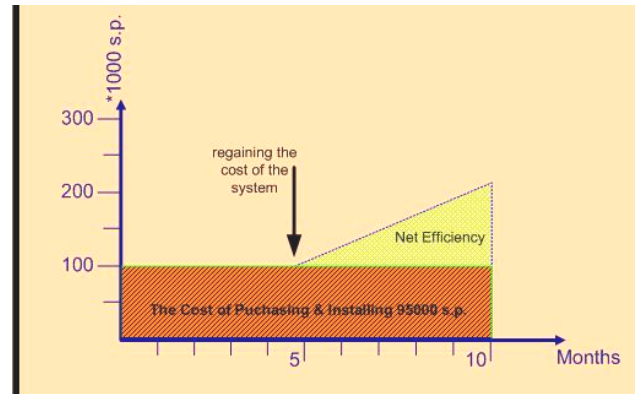 *1000 s.p.
300
regaining the
cost of the
system
200
Net Efficiency
100
The Cost of Puchasing & Installing 95000 s.p.
5
10
Months